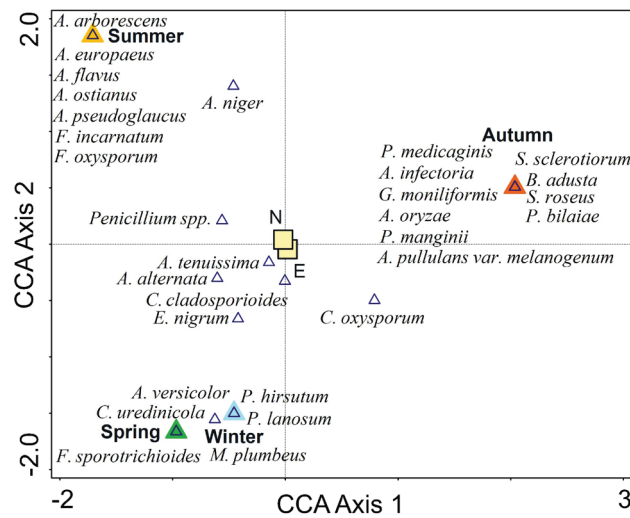 2.0
A. arborescens
Summer
A. europaeus
A. flavus
A. ostianus
A. pseudoglaucus
F. incarnatum
F. oxysporum
A. niger
Autumn
P. medicaginis
S. sclerotiorum
A. infectoria
B. adusta
G. moniliformis
S. roseus
A. oryzae
P. bilaiae
P. manginii
A. pullulans var. melanogenum
Penicillium spp.
N
E
A. tenuissima
A. alternata
C. cladosporioides
E. nigrum
C. oxysporum
A. versicolor
P. hirsutum
C. uredinicola
P. lanosum
Spring
Winter
F. sporotrichioides
M. plumbeus
CCA Axis 2
-2.0
-2
CCA Axis 1
3